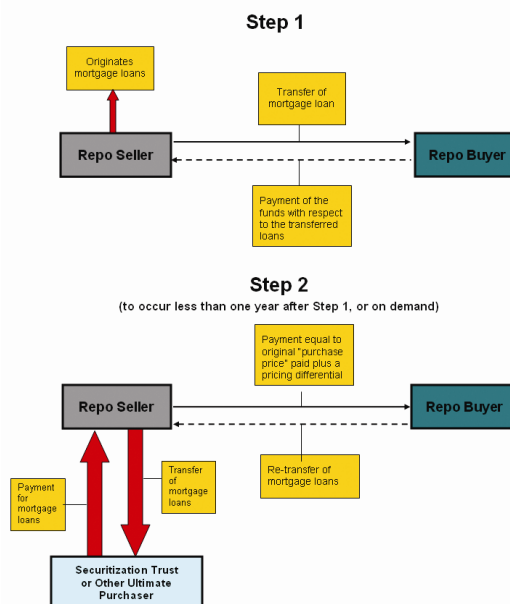 Step 1
Originates
mortgage loans
Transfer of
mortgage loan
Repo Seller
Repo Buyer
Payment of the
funds with respect
to the transferred
loans
Step 2
(to occur less than one year after Step 1, or on demand)
Payment equal to
original "purchase
price" paid plus a
pricing differential
Repo Seller
Repo Buyer
Payment
for
mortgage
loans
Transfer
of
mortgage
loans
Re-transfer of
mortgage loans
Securitization Trust
or Other Ultimate
Purchaser